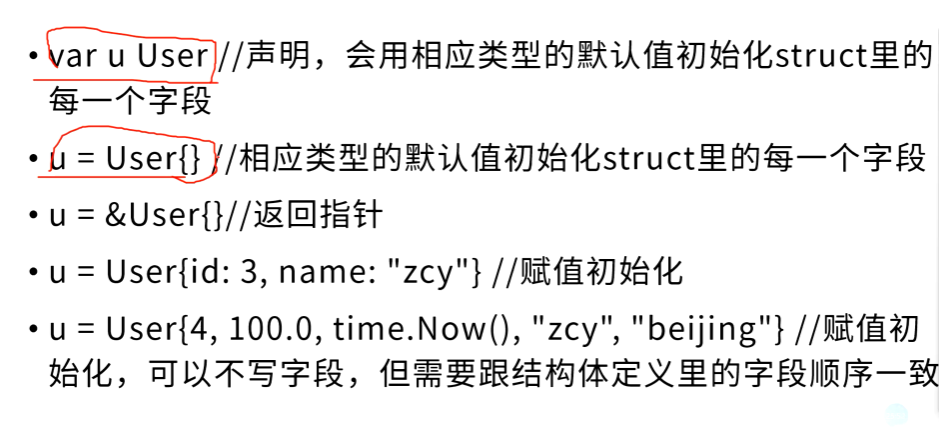 • var u User //声明，会用相应类型的默认值初始化struct里的
每一个字段
• u = User{} //相应类型的默认值初始化struct里的每一个字段
• u = &User{}//返回指针
• u = User{id: 3, name: "zcy"} //赋值初始化
• u = User{4, 100.0, time.Now(), "zcy", "beijing"} //赋值初
始化，可以不写字段，但需要跟结构体定义里的字段顺序一致